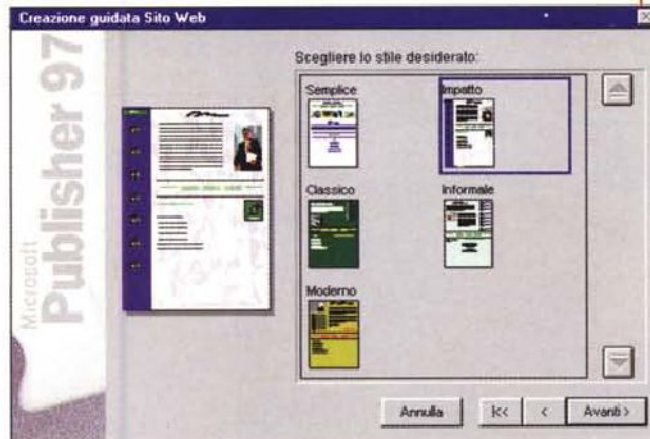 Creazione guidata Sito Web
Microsoft
Publisher 97
Scegliere lo stile desiderato:
Semplice
Impatto
Classico
Informale
Moderno
Annulla
|<<
<
Avanti >